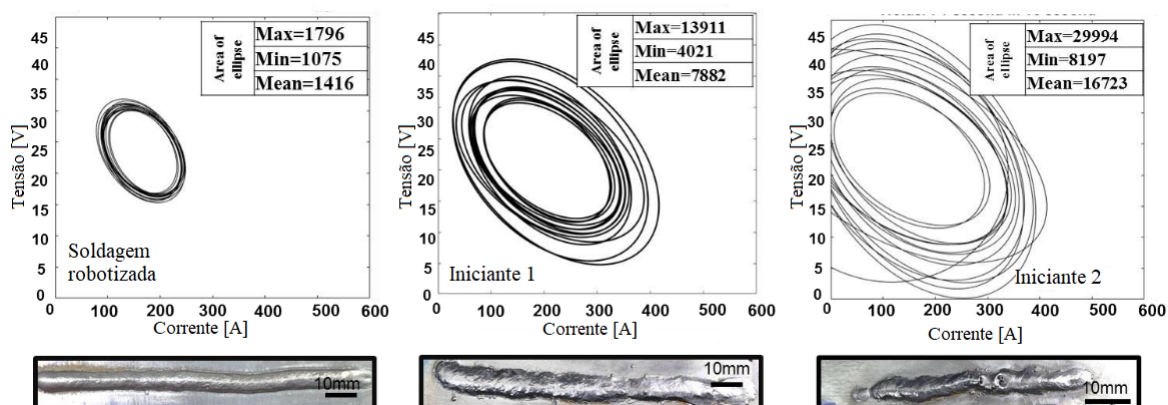 Area of ellipse
Max=1796
Min=1075
Mean=1416
45
40
35
30
25
20
15
10
5
0
Tensão [V]
Soldagem
robotizada
100 200 300 400 500 600
Corrente [A]
10mm
Area of ellipse
Max=13911
Min=4021
Mean=7882
45
40
35
30
25
20
15
10
5
0
Tensão [V]
Iniciante 1
0 100 200 300 400 500 600
Corrente [A]
10mm
Area of ellipse
Max=29994
Min=8197
Mean=16723
45
40
35
30
25
20
15
10
5
0
Tensão [V]
Iniciante 2
0 100 200 300 400 500 600
Corrente [A]
10mm